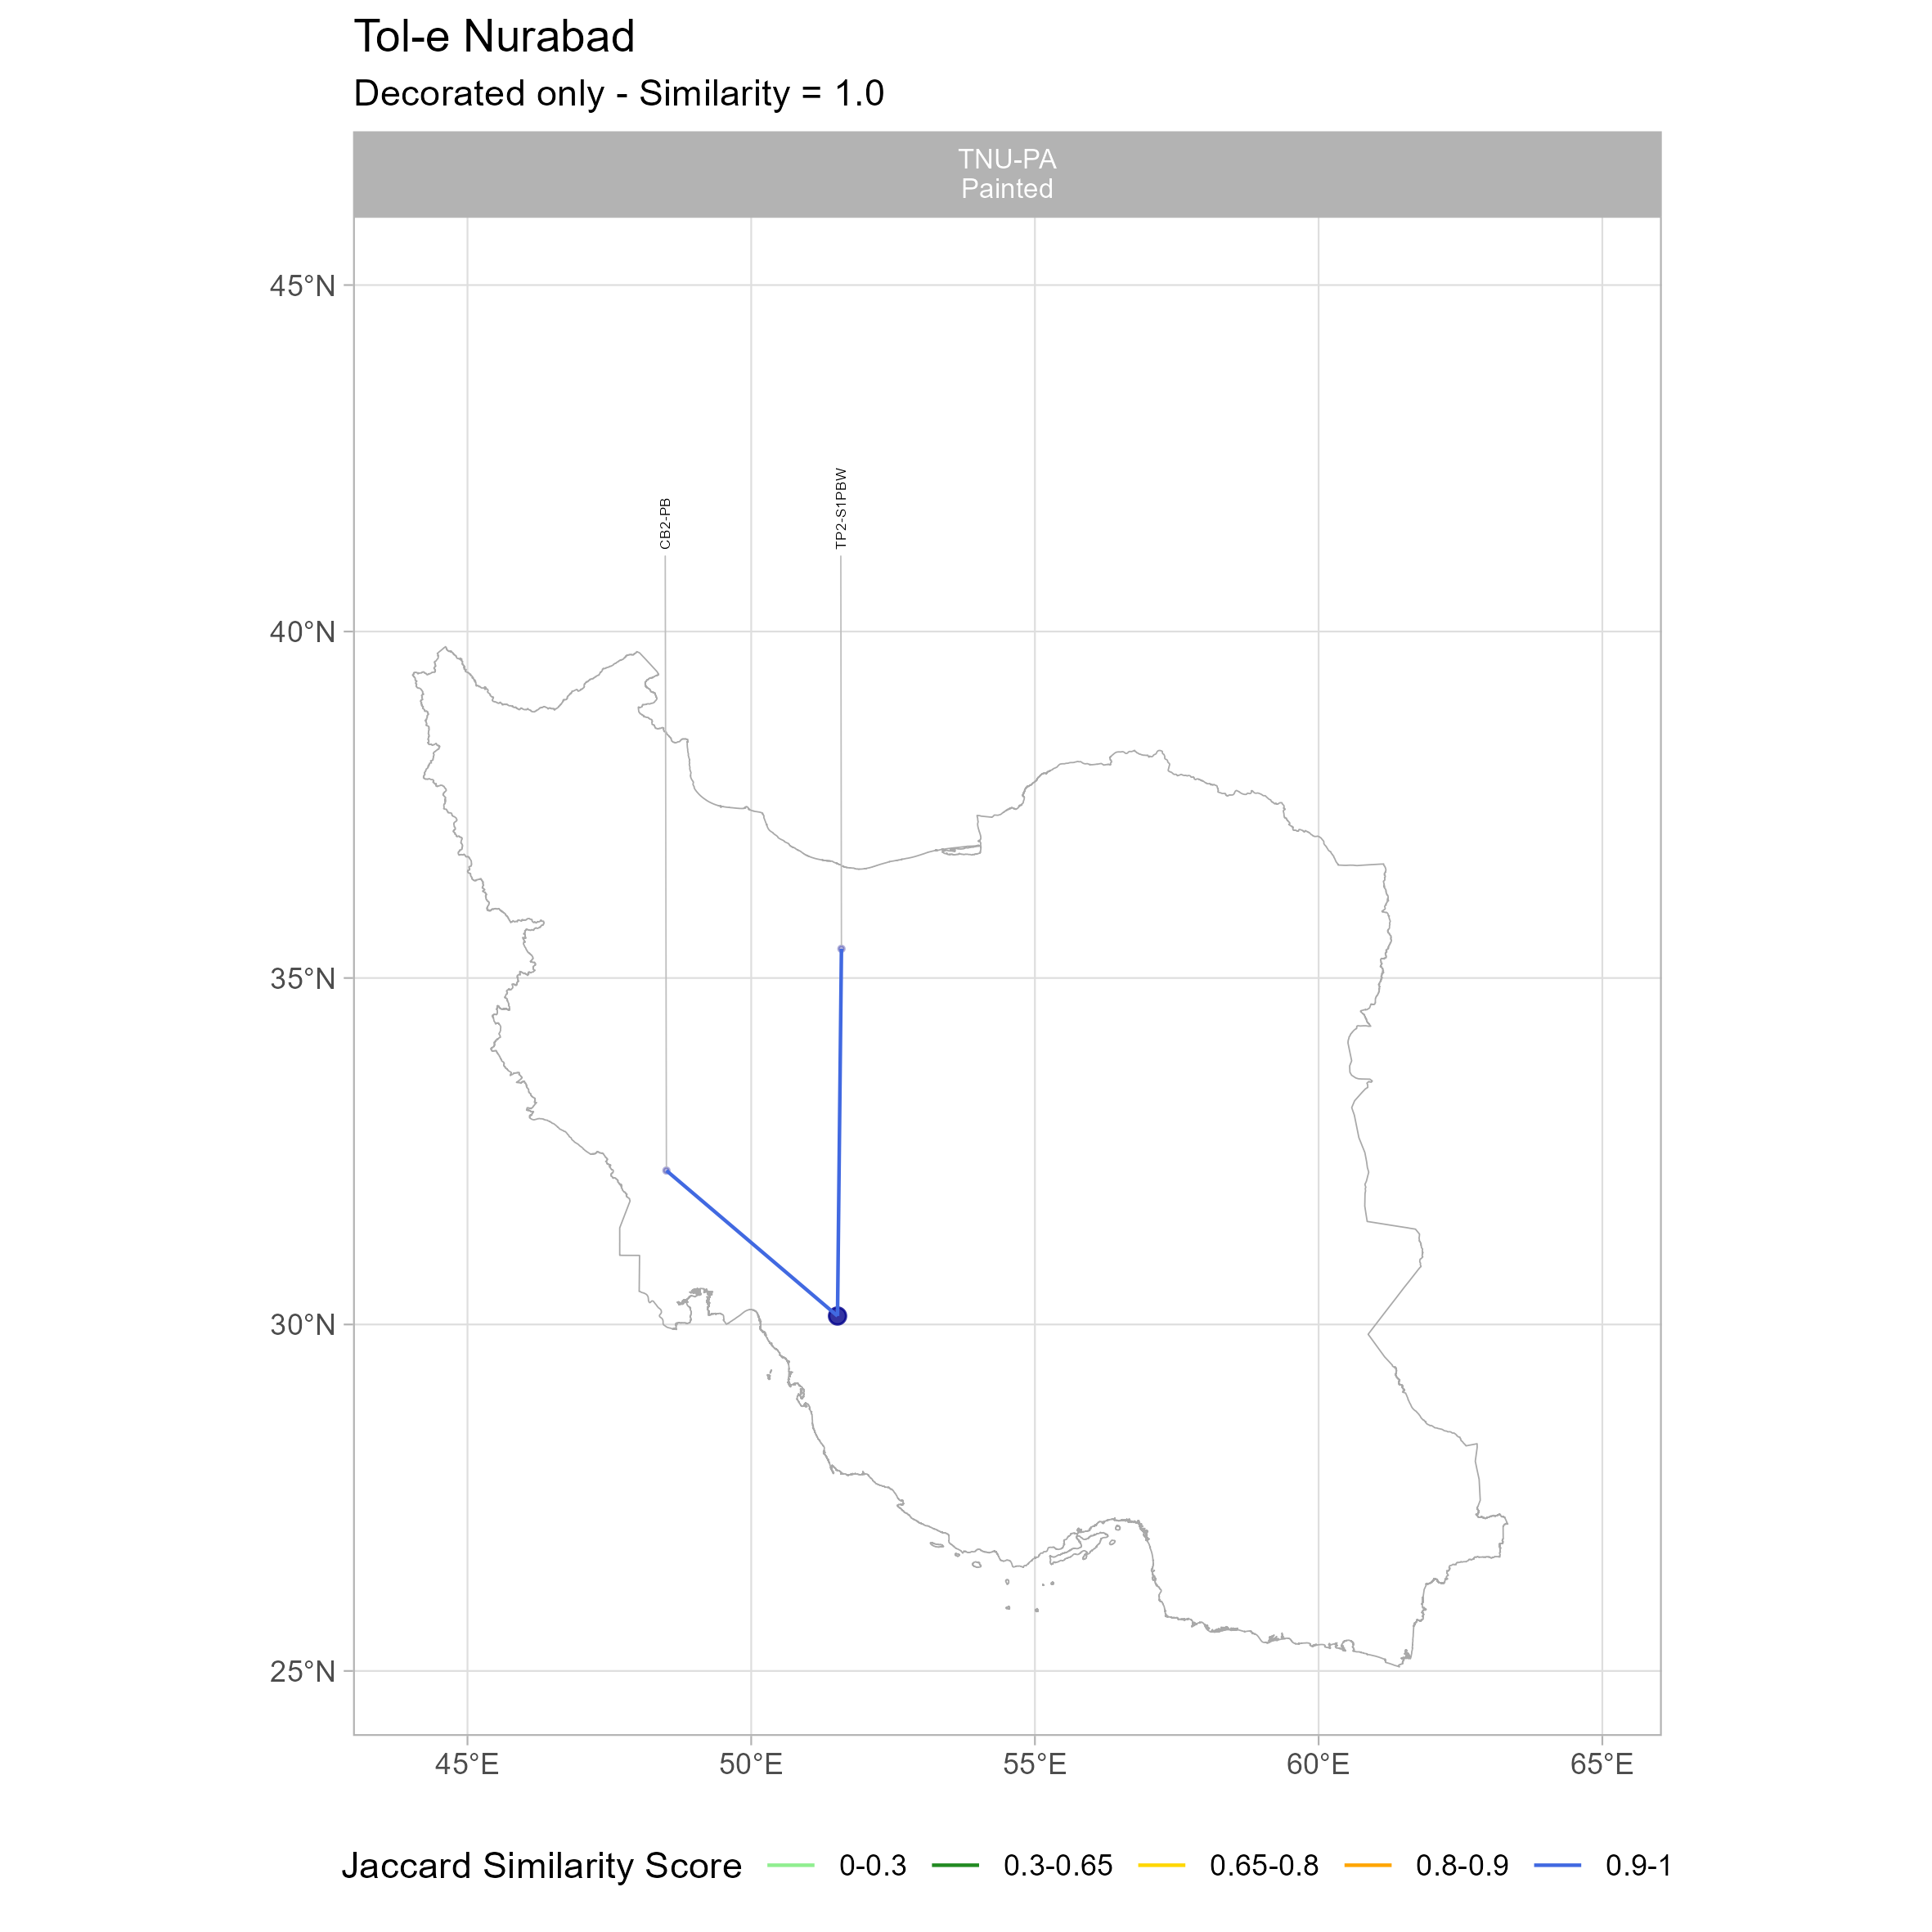 Tol-e Nurabad
Decorated only - Similarity = 1.0
TNU-PA
Painted
45°N
CB2-PB
TP2-S1PBW
40°N
35°N
30°N
25°N
45°E 50°E 55°E 60°E 65°E
Jaccard Similarity Score 0-0.3 0.3-0.65 0.65-0.8 0.8-0.9 0.9-1